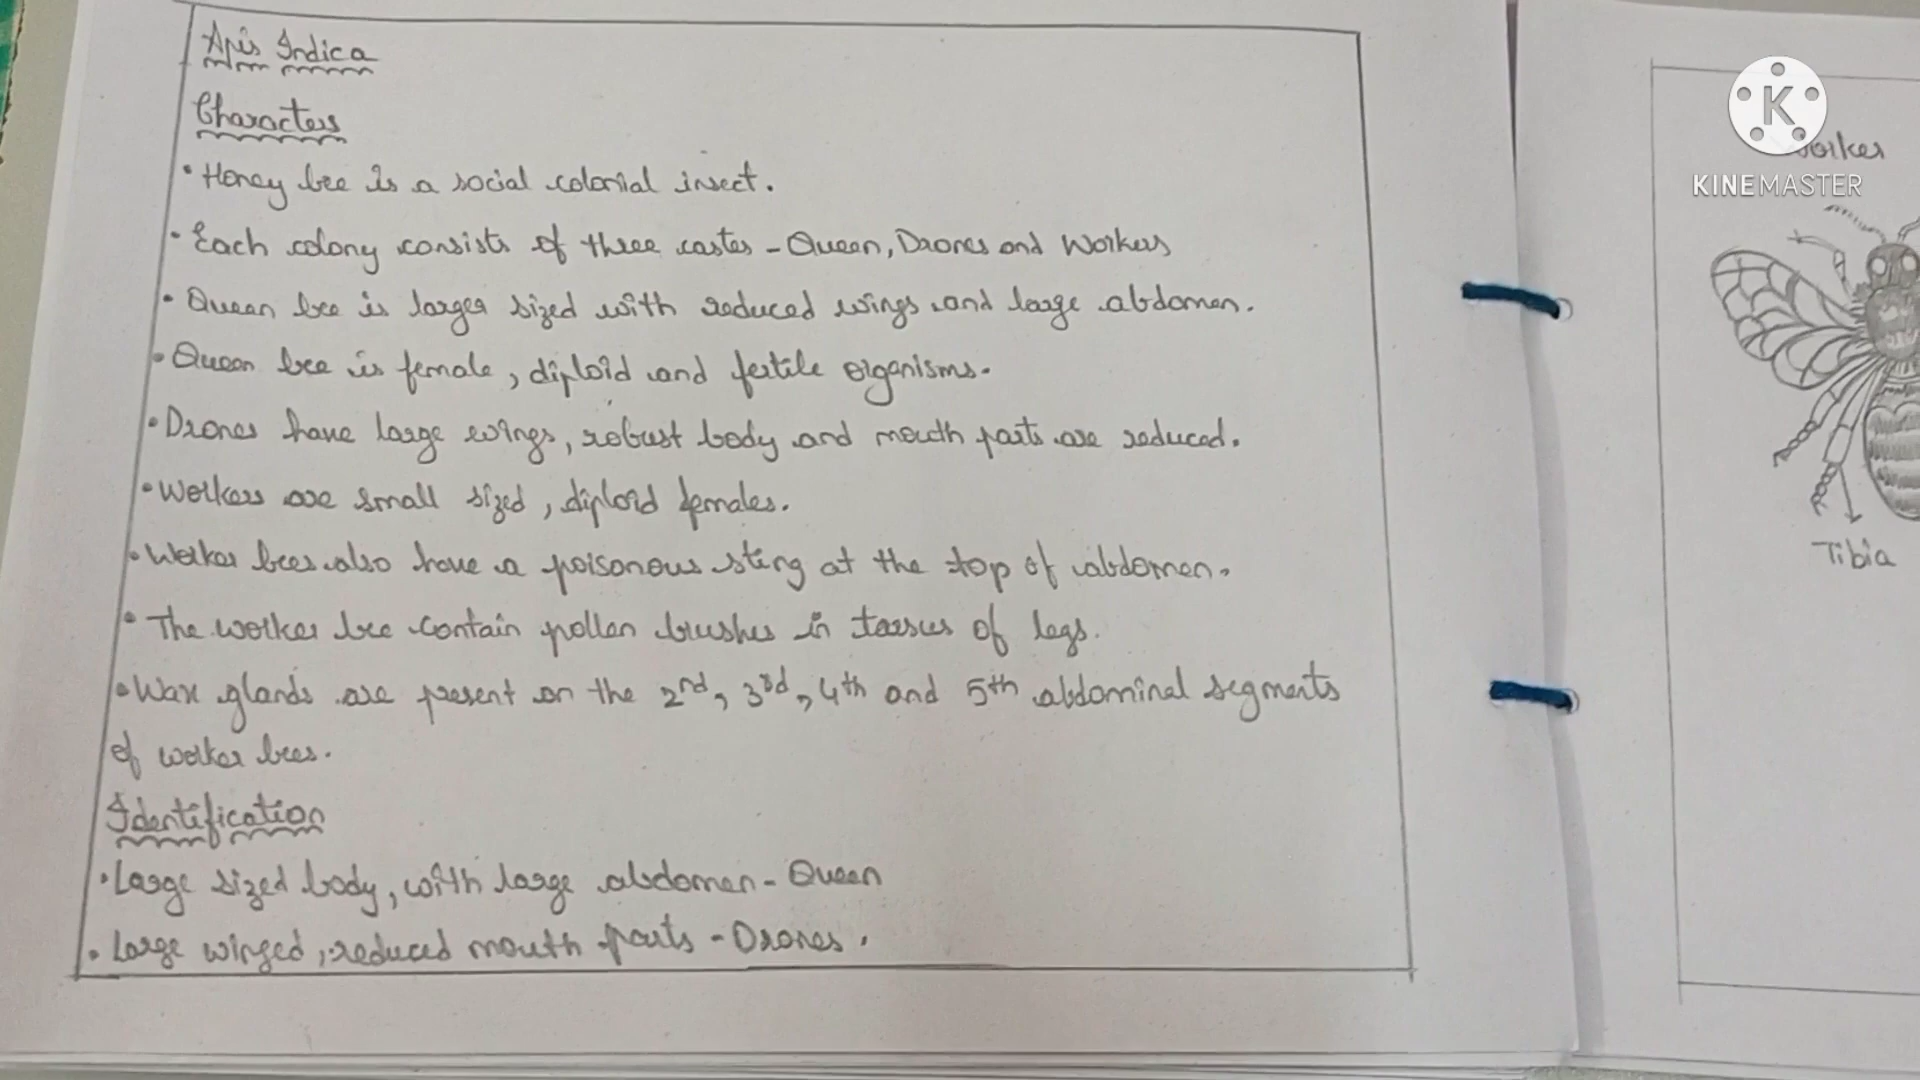 Apis Indica
Characters
• Honey bee is a social colonial insect.
• Each colony consists of three castes - Queen, Drones and Workers
• Queen bee is larger sized with reduced wings and large abdomen.
• Queen bee is female, diploid and fertile organisms.
• Drones have large wings, robust body and mouth parts are reduced.
• Workers are small sized, diploid females.
• Worker bees also have a poisonous sting at the top of abdomen.
• The worker bee contain pollen brushes in tarsus of legs.
• Wax glands are present on the 2nd, 3rd, 4th and 5th abdominal segments
of worker bees.
Identification
• Large sized body, with large abdomen - Queen
• Large winged, reduced mouth parts - Drones.
K
KINEMASTER
Worker
Tibia